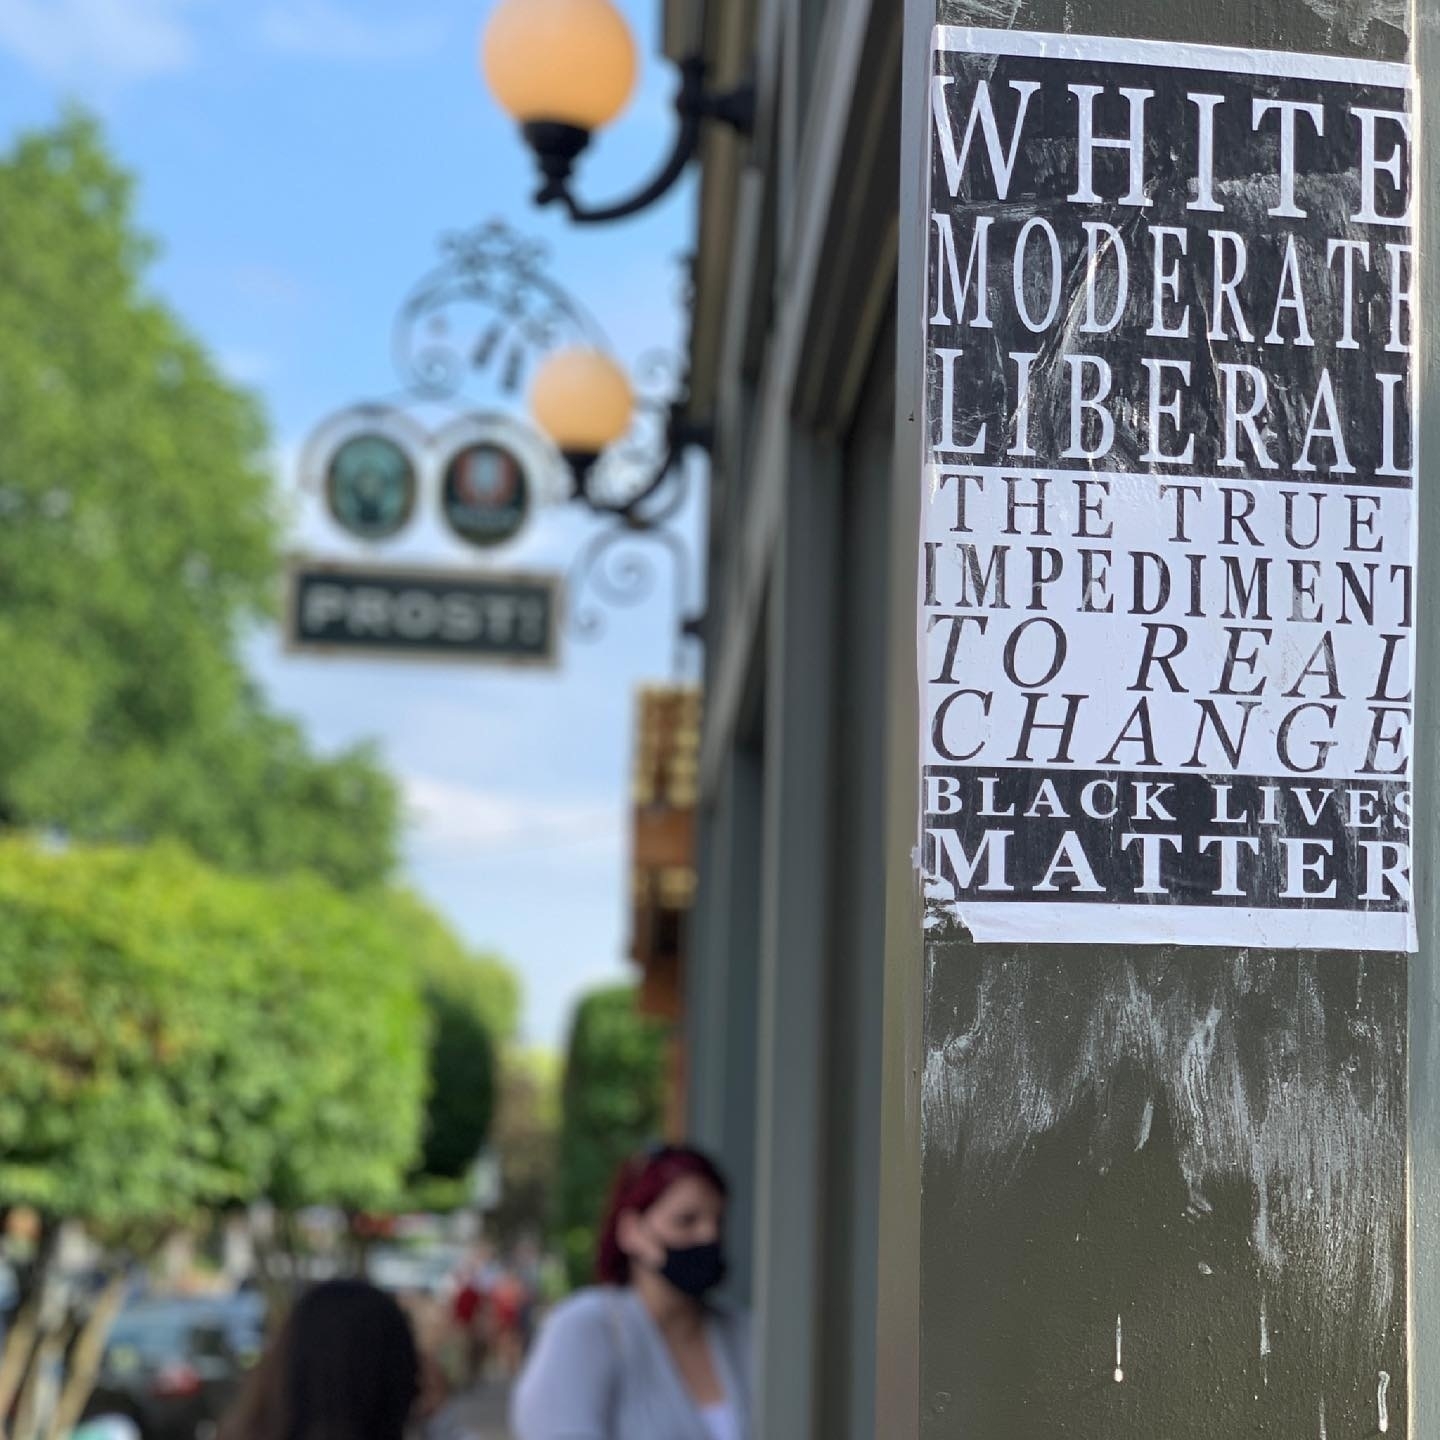 WHITE
MODERATE
LIBERAL
THE TRUE
IMPEDIMENT
TO REAL
CHANGE
BLACK LIVES
MATTER
PROST!